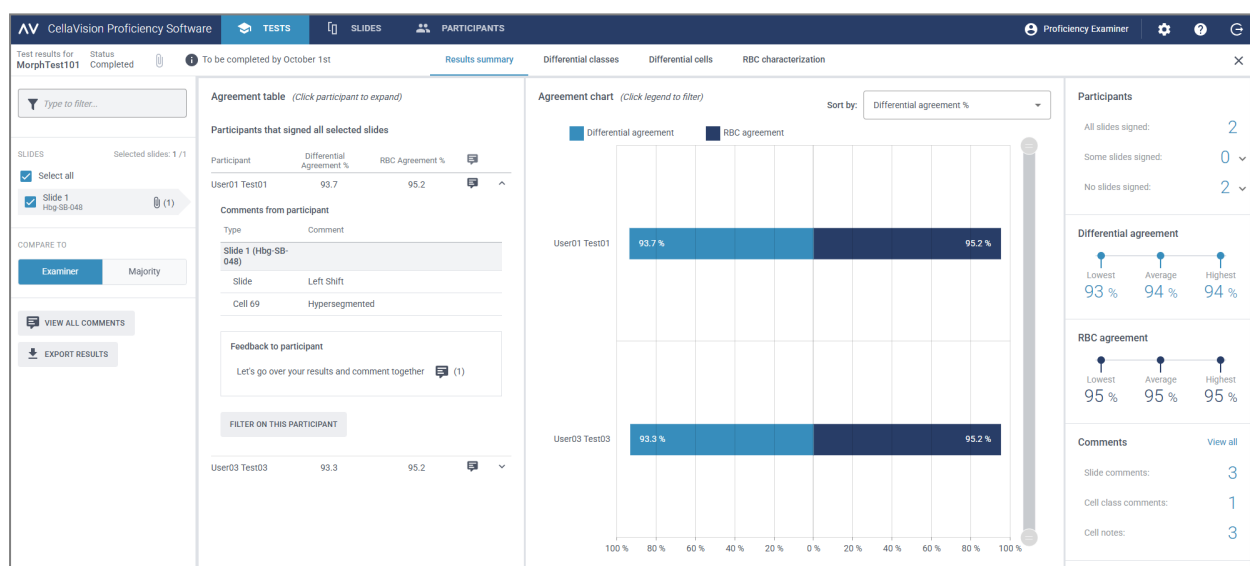 CellaVision Proficiency Software
TESTS
SLIDES
PARTICIPANTS
Proficiency Examiner
Test results for
MorphTest101
Status
Completed
To be completed by October 1st
Results summary
Differential classes
Differential cells
RBC characterization
Type to filter...
SLIDES
Selected slides: 1 /1
Select all
Slide 1
Hbg-SB-048
(1)
COMPARE TO
Examiner
Majority
VIEW ALL COMMENTS
EXPORT RESULTS
Agreement table (Click participant to expand)
Participants that signed all selected slides
Participant
Differential
Agreement %
RBC Agreement %
User01 Test01 93.7 95.2
Comments from participant
Type Comment
Slide 1 (Hbg-SB-
048)
Slide Left Shift
Cell 69 Hypersegmented
Feedback to participant
Let's go over your results and comment together (1)
FILTER ON THIS PARTICIPANT
User03 Test03 93.3 95.2
Agreement chart (Click legend to filter)
Sort by: Differential agreement %
Differential agreement RBC agreement
User01 Test01 93.7 % 95.2 %
User03 Test03 93.3 % 95.2 %
100 % 80 % 60 % 40 % 20 % 0 % 20 % 40 % 60 % 80 % 100 %
Participants
All slides signed: 2
Some slides signed: 0
No slides signed: 2
Differential agreement
Lowest Average Highest
93 % 94 % 94 %
RBC agreement
Lowest Average Highest
95 % 95 % 95 %
Comments View all
Slide comments: 3
Cell class comments: 1
Cell notes: 3